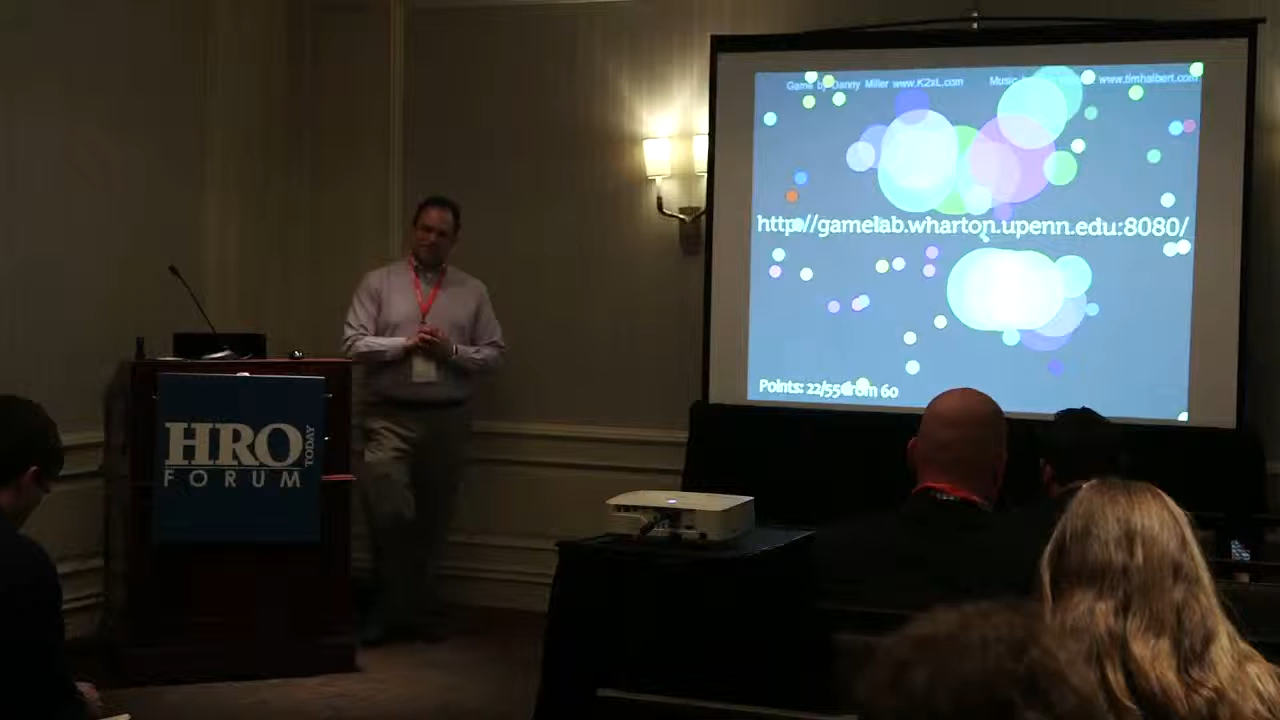 Game by Danny Miller www.K2xL.com
Music www.timhalbert.com
http://gamelab.wharton.upenn.edu:8080/
Points: 22/55 from 60
HRO
TODAY
FORUM